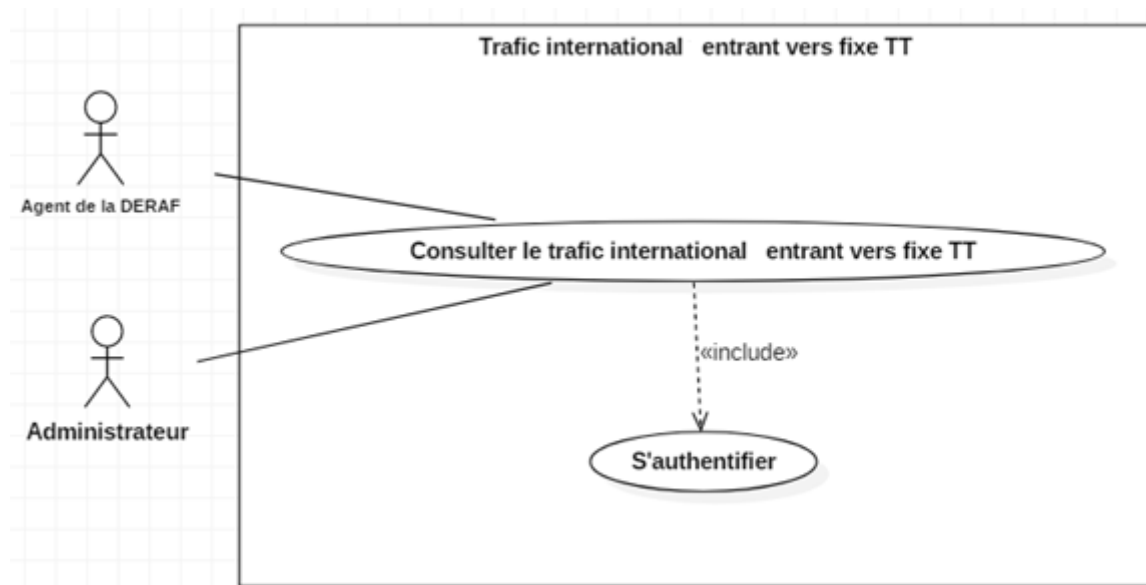 Trafic international entrant vers fixe TT
Agent de la DERAF
Consulter le trafic international entrant vers fixe TT
«include»
Administrateur
S'authentifier